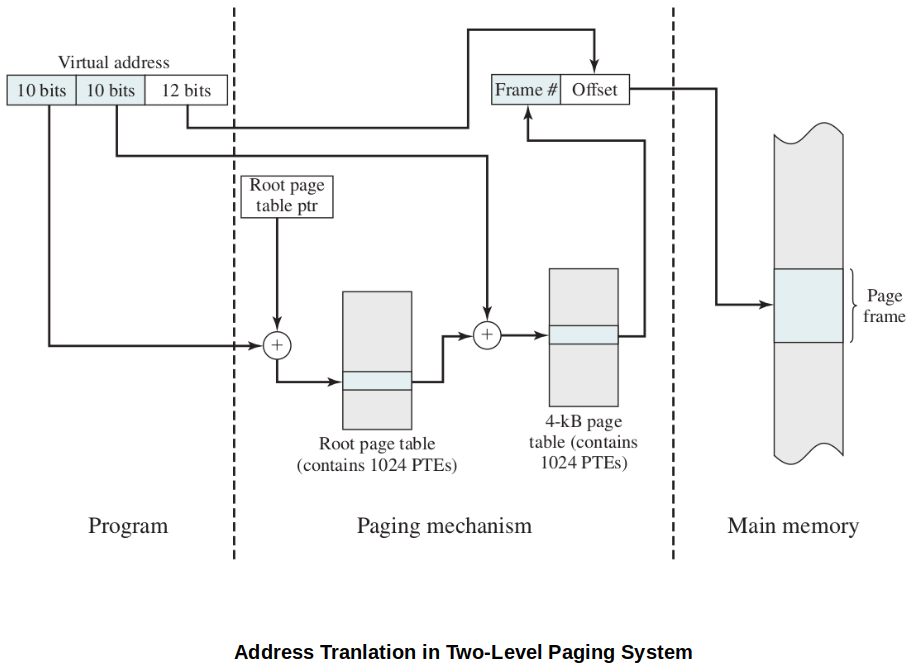 Virtual address
10 bits 10 bits 12 bits
Frame # Offset
Root page
table ptr
+
+
Page
frame
Root page table
(contains 1024 PTEs)
4-kB page
table (contains
1024 PTEs)
Program
Paging mechanism
Main memory
Address Tranlation in Two-Level Paging System